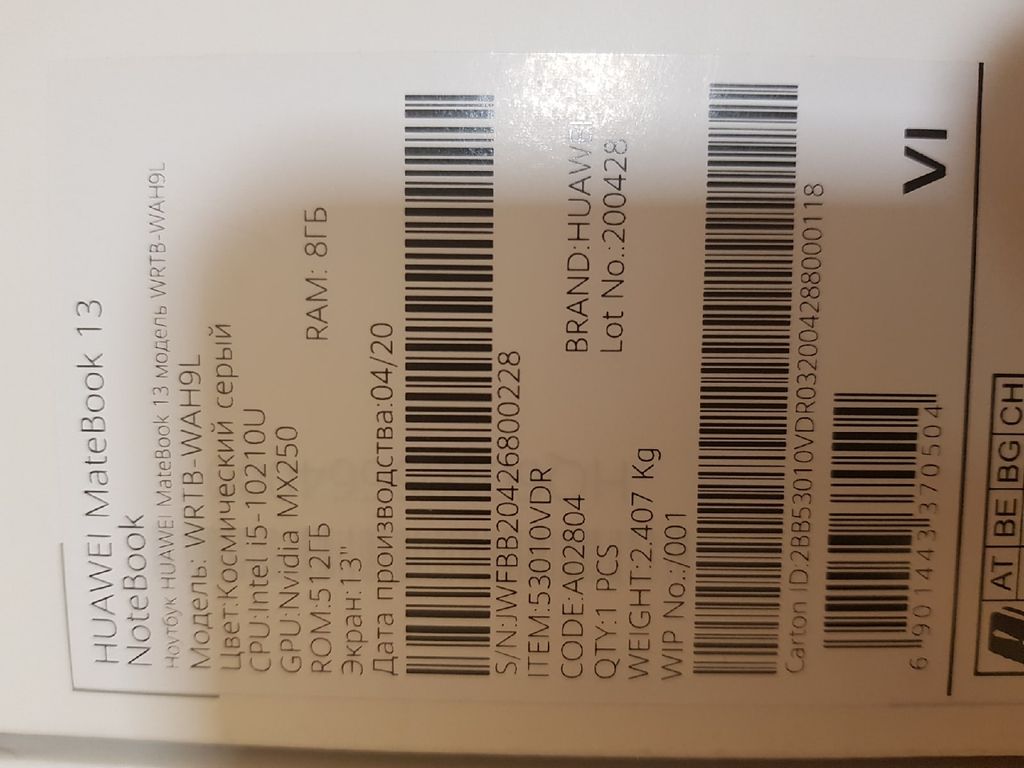 HUAWEI MateBook 13
NoteBook
Ноутбук HUAWEI MateBook 13 модель WRTB-WAH9L
Модель: WRTB-WAH9L
Цвет:Космический серый
CPU:Intel i5-10210U
GPU:Nvidia MX250
ROM:512ГБ RAM: 8ГБ
Экран:13"
Дата производства:04/20
S/N:JWFBB20426800228
ITEM:53010VDR
CODE:A02804 BRAND:HUAWEI
QTY:1 PCS Lot No.:200428
WEIGHT:2.407 Kg
WIP No./001
Carton ID:2BB53010VDR032004288000118
6 901443 370504
VI
AT BE BG CH